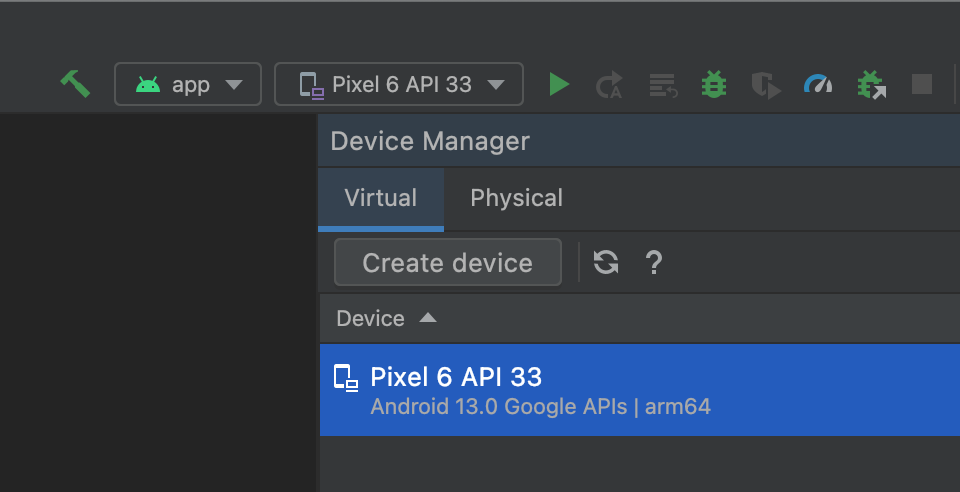 app
Pixel 6 API 33
Device Manager
Virtual
Physical
Create device
?
Device
Pixel 6 API 33
Android 13.0 Google APIs | arm64